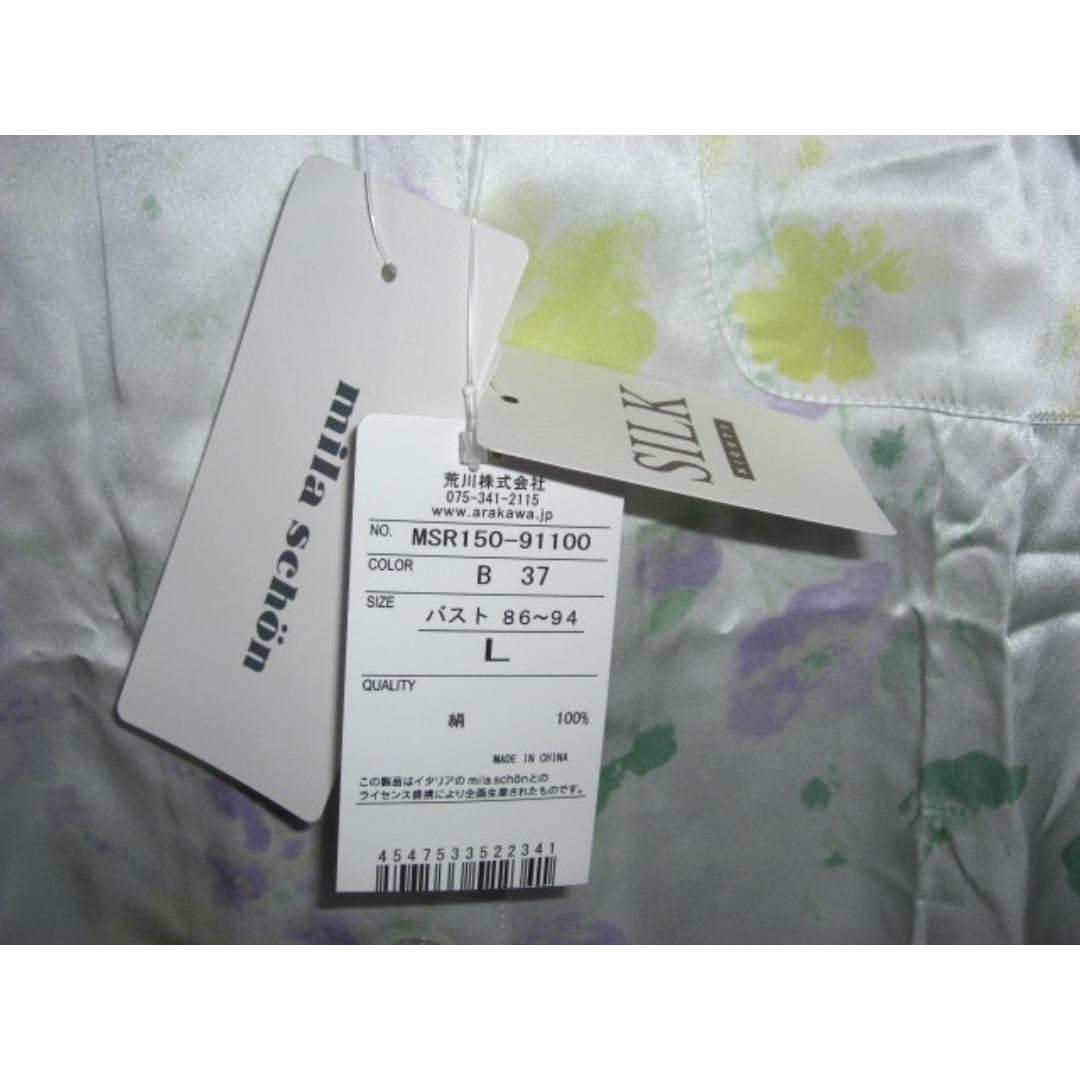 mila schön
SILK
荒川株式会社
075-341-2115
www.arakawa.jp
NO. MSR150-91100
COLOR B 37
SIZE バスト 86~94
L
QUALITY
絹 100%
MADE IN CHINA
この製品はイタリアのmila schönとの
ライセンス提携により企画生産されたものです。
4547533522341